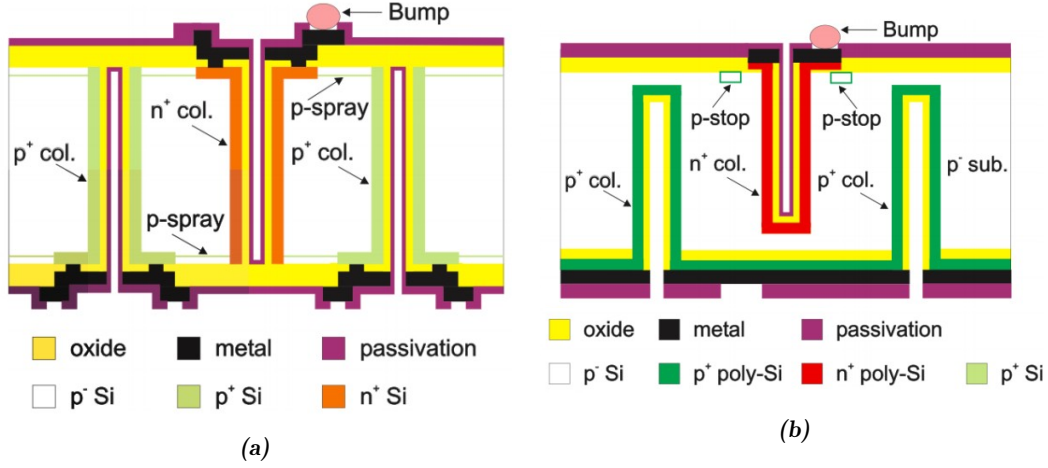 Bump
p-spray
n⁺ col.
p⁺ col.
p⁺ col.
p-spray
oxide
metal
passivation
p⁻ Si
p⁺ Si
n⁺ Si
(a)
Bump
p-stop
p-stop
n⁺ col.
p⁻ sub.
p⁺ col.
p⁺ col.
oxide
metal
passivation
p⁻ Si
p⁺ poly-Si
n⁺ poly-Si
p⁺ Si
(b)